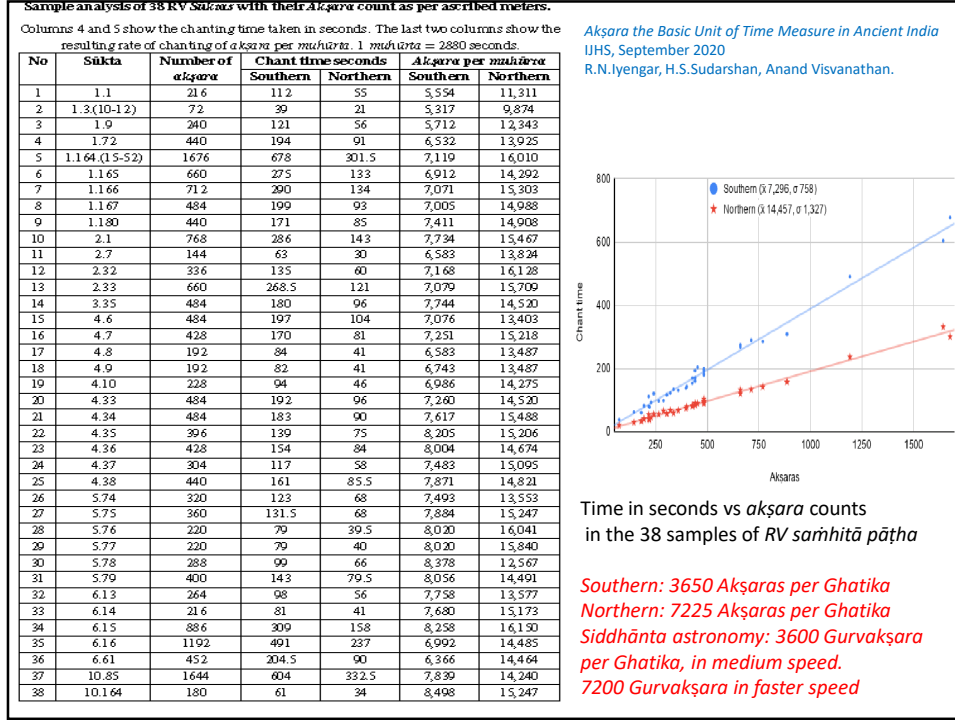 Sample analysis of 38 RV Sūktas with their Akṣara count as per ascribed meters.
Columns 4 and 5 show the chanting time taken in seconds. The last two columns show the
resulting rate of chanting of akṣara per muhūrta. 1 muhūrta = 2880 seconds.
No Sūkta Number of Chant time seconds Akṣara per muhūrta
akṣara Southern Northern Southern Northern
1 1.1 216 112 55 5,554 11,311
2 1.3.(10-12) 72 39 21 5,317 9,874
3 1.9 240 121 56 5,712 12,343
4 1.72 440 194 91 6,532 13,925
5 1.164.(15-52) 1676 678 301.5 7,119 16,010
6 1.165 660 275 133 6,912 14,292
7 1.166 712 290 134 7,071 15,303
8 1.167 484 199 93 7,005 14,988
9 1.180 440 171 85 7,411 14,908
10 2.1 768 286 143 7,734 15,467
11 2.7 144 63 30 6,583 13,824
12 2.32 336 135 60 7,168 16,128
13 2.33 660 268.5 121 7,079 15,709
14 3.35 484 180 96 7,744 14,520
15 4.6 484 197 104 7,076 13,403
16 4.7 428 170 81 7,251 15,218
17 4.8 192 84 41 6,583 13,487
18 4.9 192 82 41 6,743 13,487
19 4.10 228 94 46 6,986 14,275
20 4.33 484 192 96 7,260 14,520
21 4.34 484 183 90 7,617 15,488
22 4.35 396 139 75 8,205 15,206
23 4.36 428 154 84 8,004 14,674
24 4.37 304 117 58 7,483 15,095
25 4.38 440 161 85.5 7,871 14,821
26 5.74 320 123 68 7,493 13,553
27 5.75 360 131.5 68 7,884 15,247
28 5.76 220 79 39.5 8,020 16,041
29 5.77 220 79 40 8,020 15,840
30 5.78 288 99 66 8,378 12,567
31 5.79 400 143 79.5 8,056 14,491
32 6.13 264 98 56 7,758 13,577
33 6.14 216 81 41 7,680 15,173
34 6.15 886 309 158 8,258 16,150
35 6.16 1192 491 237 6,992 14,485
36 6.61 452 204.5 90 6,366 14,464
37 10.85 1644 604 332.5 7,839 14,240
38 10.164 180 61 34 8,498 15,247
Akṣara the Basic Unit of Time Measure in Ancient India
IJHS, September 2020
R.N.Iyengar, H.S.Sudarshan, Anand Visvanathan.
Southern (x̄ 7,296, σ 758)
Northern (x̄ 14,457, σ 1,327)
800
600
400
200
0
Chant time
250 500 750 1000 1250 1500
Akṣaras
Time in seconds vs akṣara counts
in the 38 samples of RV saṁhitā pāṭha
Southern: 3650 Akṣaras per Ghatika
Northern: 7225 Akṣaras per Ghatika
Siddhānta astronomy: 3600 Gurvakṣara
per Ghatika, in medium speed.
7200 Gurvakṣara in faster speed